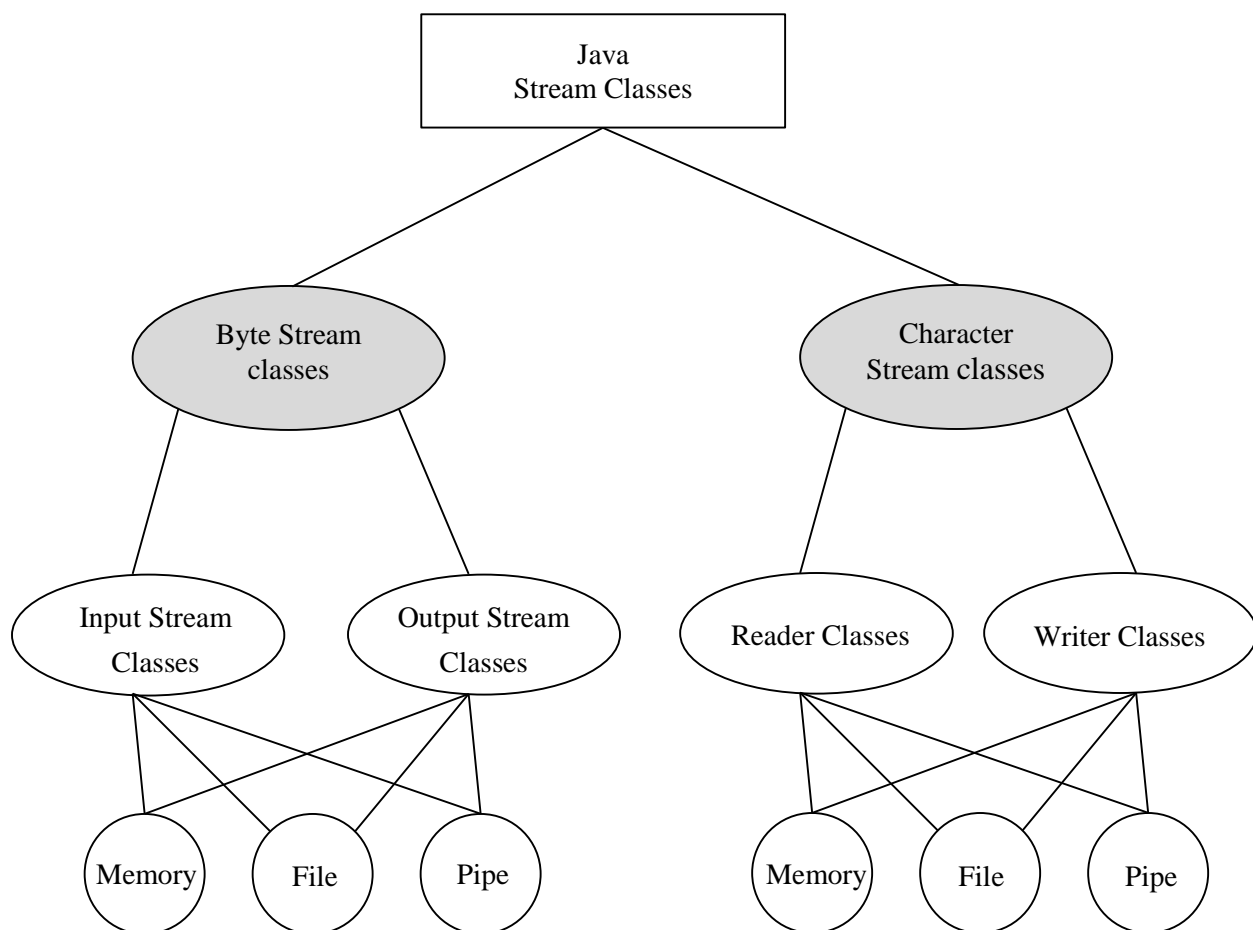 Java
Stream Classes
Byte Stream
classes
Character
Stream classes
Input Stream
Classes
Output Stream
Classes
Reader Classes
Writer Classes
Memory
File
Pipe
Memory
File
Pipe